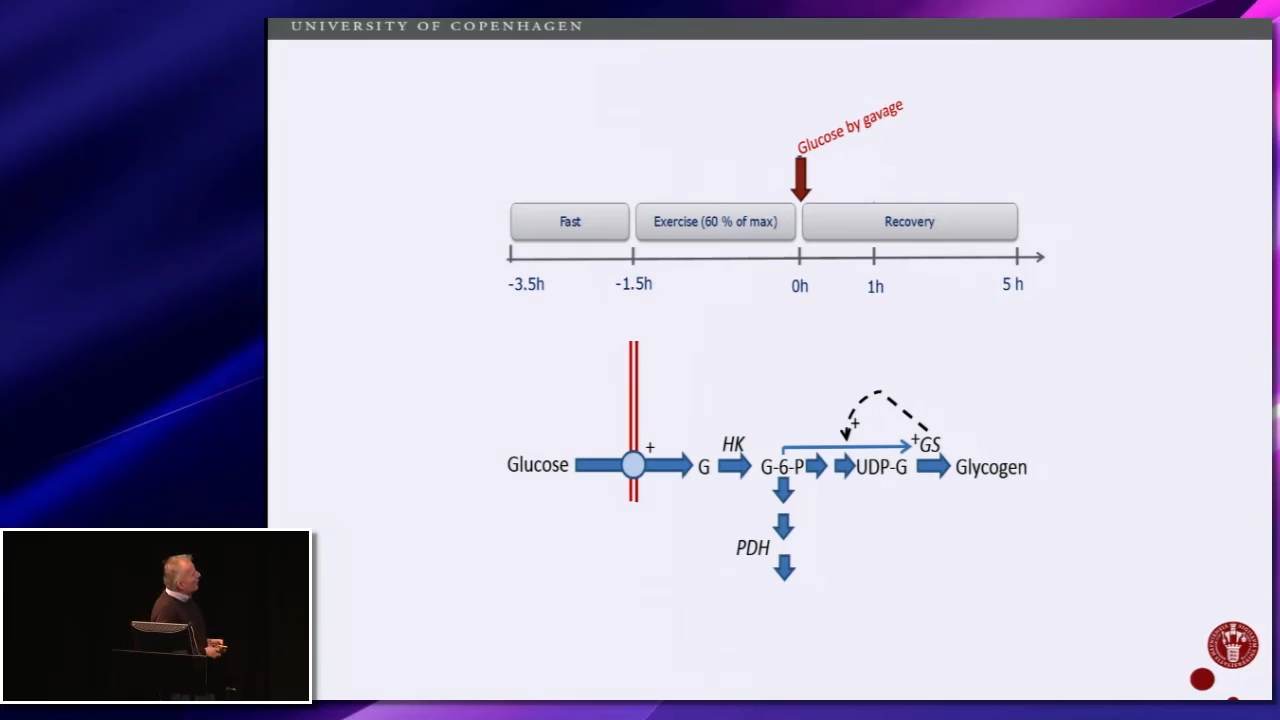 UNIVERSITY OF COPENHAGEN
Glucose by gavage
Fast
Exercise (60 % of max)
Recovery
-3.5h
-1.5h
0h
1h
5 h
+
+
+
HK
GS
Glucose
G
G-6-P
UDP-G
Glycogen
PDH